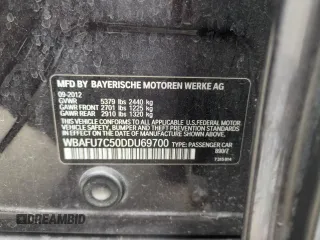 MFD BY BAYERISCHE MOTOREN WERKE AG
09-2012
GVWR 5379 lbs 2440 kg
GAWR FRONT 2701 lbs 1225 kg
GAWR REAR 2910 lbs 1320 kg
THIS VEHICLE CONFORMS TO ALL APPLICABLE U.S. FEDERAL MOTOR
VEHICLE SAFETY, BUMPER, AND THEFT PREVENTION STANDARDS
IN EFFECT ON THE DATE OF MANUFACTURE SHOWN ABOVE.
WBAFU7C50DDU69700 TYPE: PASSENGER CAR
DREAMBID